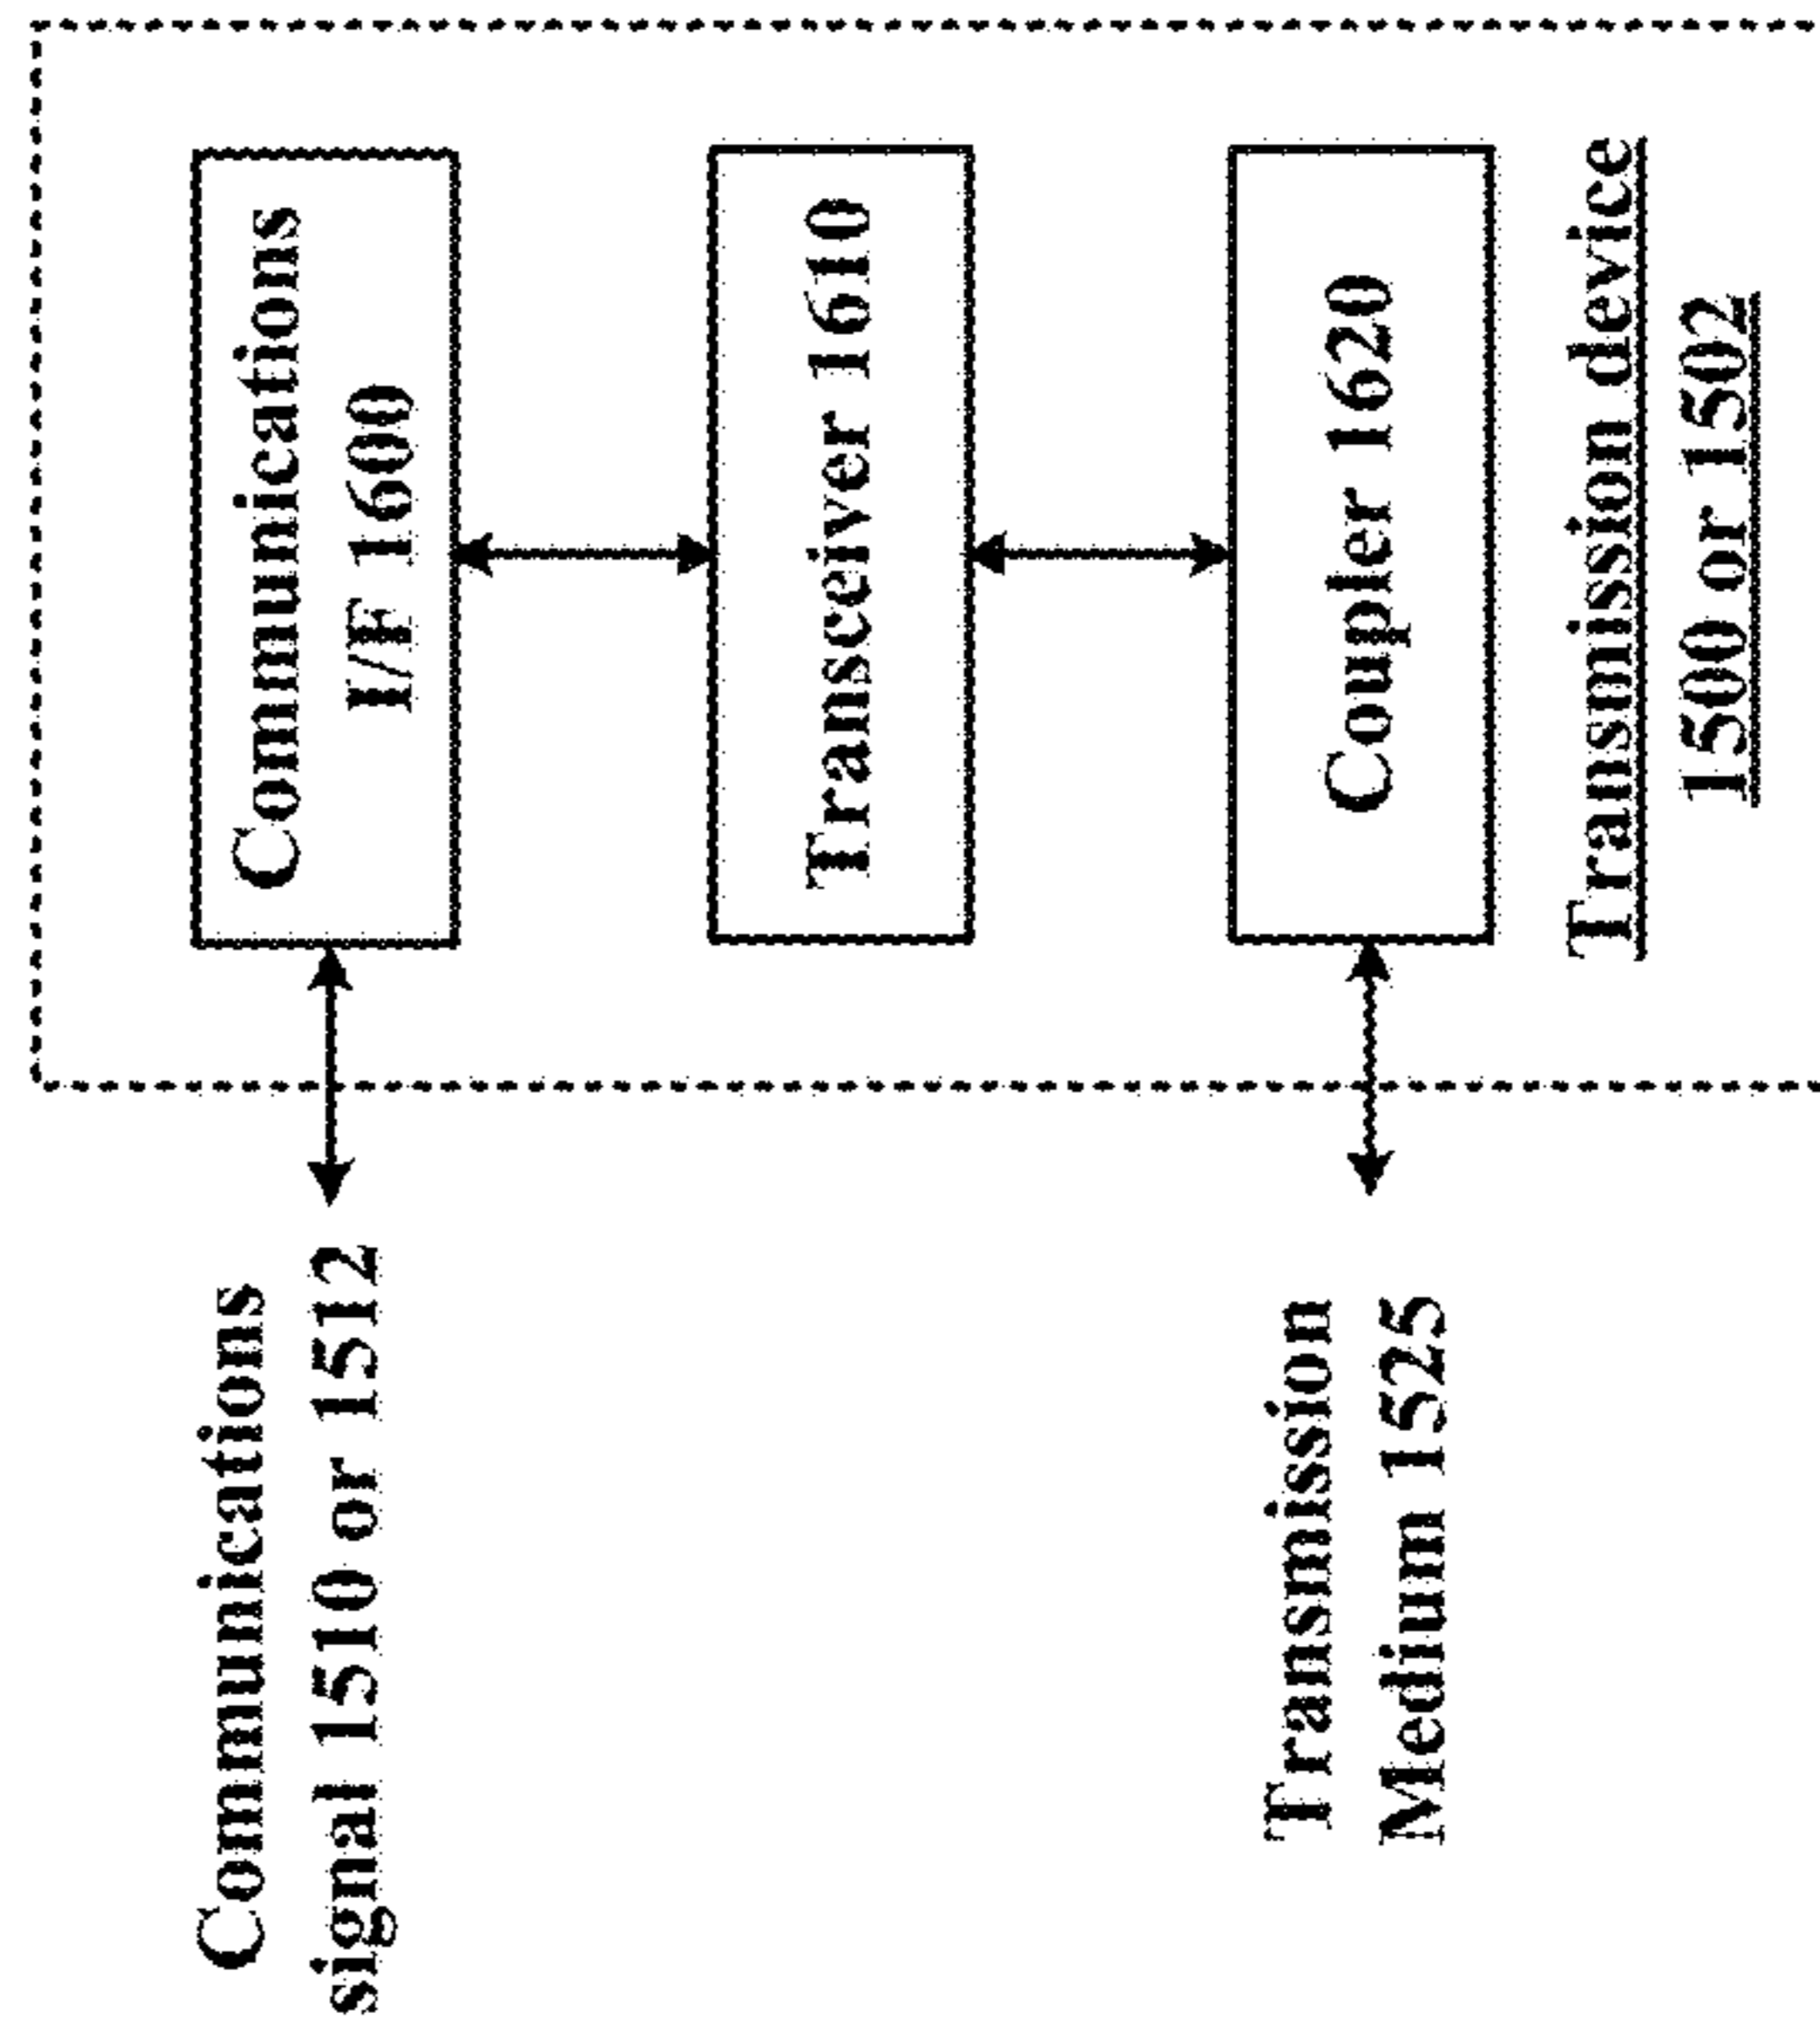 Communications
signal 1510 or 1512
Communications
I/F 1600
Transceiver 1610
Transmission
Medium 1525
Coupler 1620
Transmission device
1500 or 1502